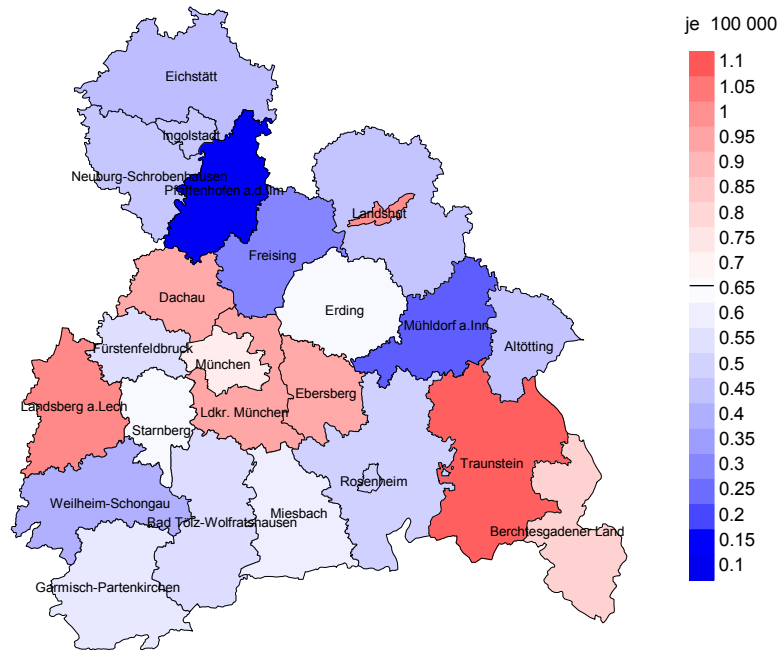 je 100 000
1.1
1.05
1
0.95
0.9
0.85
0.8
0.75
0.7
0.65
0.6
0.55
0.5
0.45
0.4
0.35
0.3
0.25
0.2
0.15
0.1
Eichstätt
Ingolstadt
Neuburg-Schrobenhausen
Pfaffenhofen a.d.Ilm
Landshut
Freising
Dachau
Erding
Mühldorf a.Inn
Altötting
Fürstenfeldbruck
München
Ebersberg
Landsberg a.Lech
Ldkr. München
Starnberg
Traunstein
Rosenheim
Weilheim-Schongau
Bad Tölz-Wolfratshausen
Miesbach
Berchtesgadener Land
Garmisch-Partenkirchen